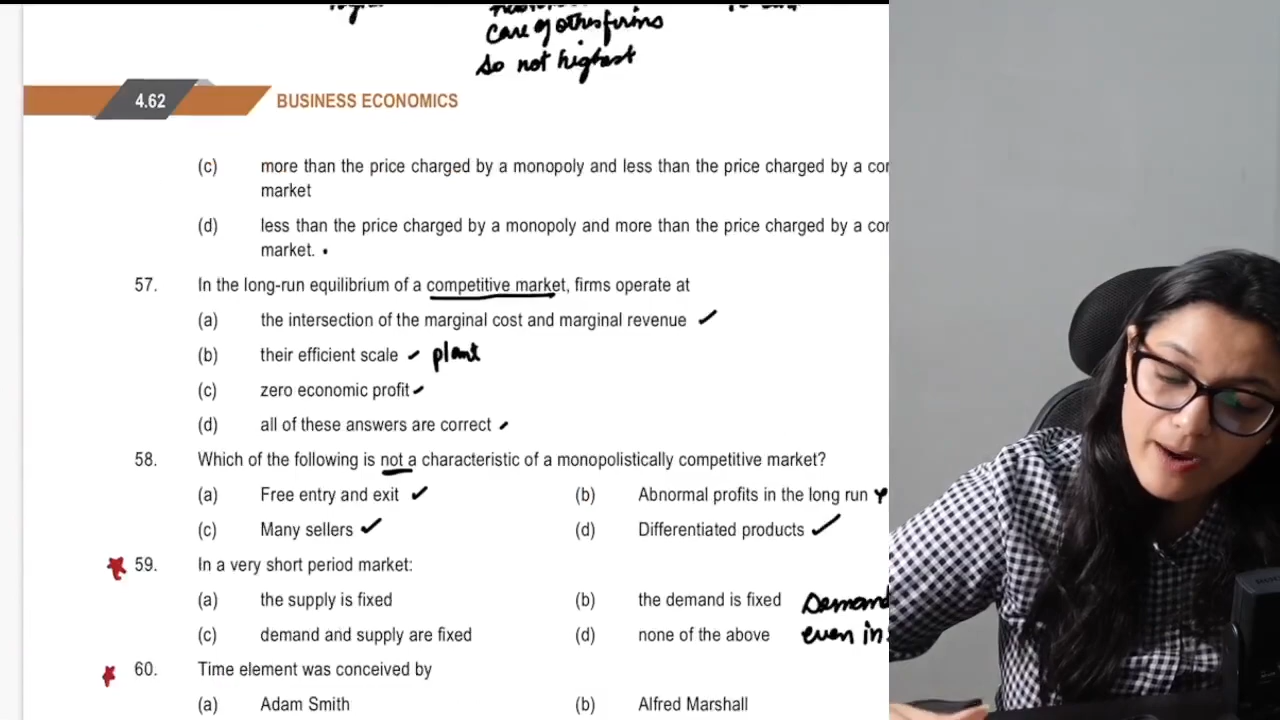 care of other firms
so not highest
4.62 BUSINESS ECONOMICS
(c) more than the price charged by a monopoly and less than the price charged by a
market
(d) less than the price charged by a monopoly and more than the price charged by a
market.
57. In the long-run equilibrium of a competitive market, firms operate at
(a) the intersection of the marginal cost and marginal revenue
(b) their efficient scale plant
(c) zero economic profit
(d) all of these answers are correct
58. Which of the following is not a characteristic of a monopolistically competitive market?
(a) Free entry and exit (b) Abnormal profits in the long run
(c) Many sellers (d) Differentiated products
59. In a very short period market:
(a) the supply is fixed (b) the demand is fixed Demand
(c) demand and supply are fixed (d) none of the above even in
60. Time element was conceived by
(a) Adam Smith (b) Alfred Marshall